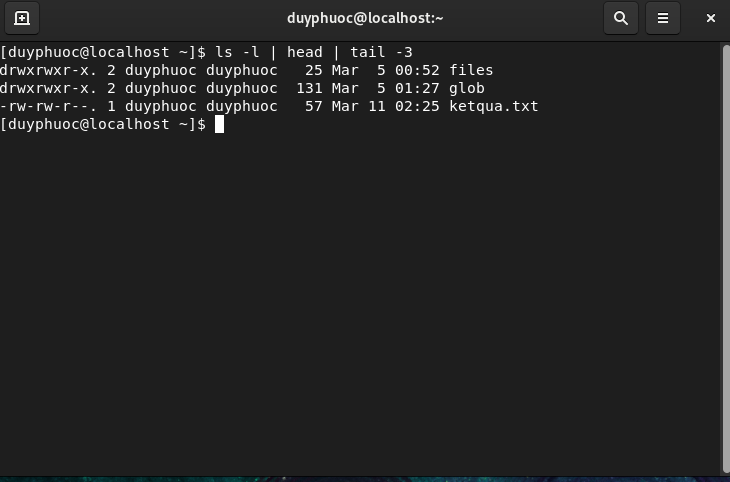 duyphuoc@localhost:~
[duyphuoc@localhost ~]$ ls -l | head | tail -3
drwxrwxr-x. 2 duyphuoc duyphuoc   25 Mar  5 00:52 files
drwxrwxr-x. 2 duyphuoc duyphuoc  131 Mar  5 01:27 glob
-rw-rw-r--. 1 duyphuoc duyphuoc   57 Mar 11 02:25 ketqua.txt
[duyphuoc@localhost ~]$